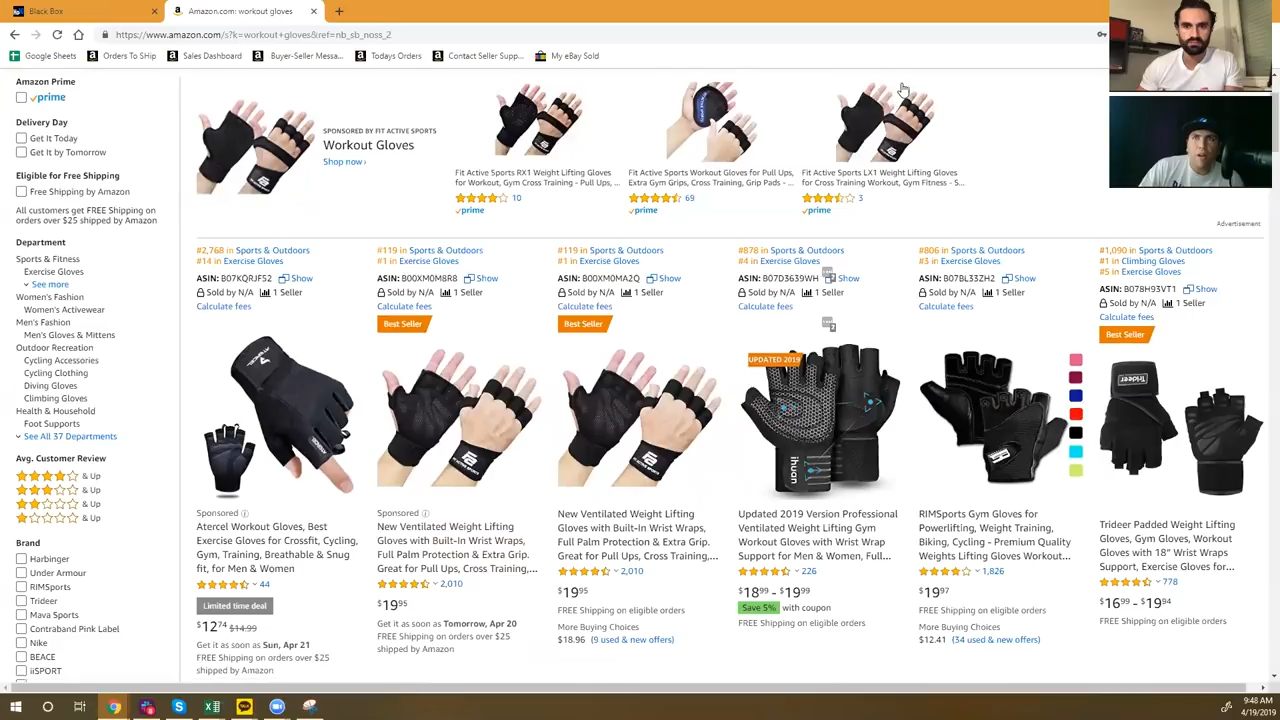 Black Box
Amazon.com: workout gloves
https://www.amazon.com/s?k=workout+gloves&ref=nb_sb_noss_2
Google Sheets
Orders To SHip
Sales Dashboard
Buyer-Seller Messa...
Todays Orders
Contact Seller Supp...
My eBay Sold
Amazon Prime
prime
Delivery Day
Get It Today
Get It by Tomorrow
Eligible for Free Shipping
Free Shipping by Amazon
All customers get FREE Shipping on
orders over $25 shipped by Amazon
Department
Sports & Fitness
Exercise Gloves
See more
Women's Fashion
Women's Activewear
Men's Fashion
Men's Gloves & Mittens
Outdoor Recreation
Cycling Accessories
Cycling Clothing
Diving Gloves
Climbing Gloves
Health & Household
Foot Supports
See All 37 Departments
Avg. Customer Review
& Up
& Up
& Up
& Up
Brand
Harbinger
Under Armour
RIMSports
Trideer
Mava Sports
Contraband Pink Label
Nike
BEACE
iiSPORT
SPONSORED BY FIT ACTIVE SPORTS
Workout Gloves
Shop now ›
Fit Active Sports RX1 Weight Lifting Gloves
for Workout, Gym Cross Training - Pull Ups, ...
10
prime
Fit Active Sports Workout Gloves for Pull Ups,
Extra Gym Grips, Cross Training, Grip Pads - ...
69
prime
Fit Active Sports LX1 Weight Lifting Gloves
for Cross Training Workout, Gym Fitness - S...
3
prime
Advertisement
#2,768 in Sports & Outdoors
#14 in Exercise Gloves
ASIN: B07KQRJF52 Show
Sold by N/A 1 Seller
Calculate fees
Sponsored
Atercel Workout Gloves, Best
Exercise Gloves for Crossfit, Cycling,
Gym, Training, Breathable & Snug
fit, for Men & Women
44
Limited time deal
$12 74 $14.99
Get it as soon as Sun, Apr 21
FREE Shipping on orders over $25
shipped by Amazon
#119 in Sports & Outdoors
#1 in Exercise Gloves
ASIN: B00XM0M8R8 Show
Sold by N/A 1 Seller
Calculate fees
Best Seller
FIT ACTIVE SPORTS
Sponsored
New Ventilated Weight Lifting
Gloves with Built-In Wrist Wraps,
Full Palm Protection & Extra Grip.
Great for Pull Ups, Cross Training,...
2,010
$19 95
Get it as soon as Tomorrow, Apr 20
FREE Shipping on orders over $25
shipped by Amazon
#119 in Sports & Outdoors
#1 in Exercise Gloves
ASIN: B00XM0MA2Q Show
Sold by N/A 1 Seller
Calculate fees
Best Seller
FIT ACTIVE SPORTS
New Ventilated Weight Lifting
Gloves with Built-In Wrist Wraps,
Full Palm Protection & Extra Grip.
Great for Pull Ups, Cross Training,...
2,010
$19 95
FREE Shipping on eligible orders
More Buying Choices
$18.96 (9 used & new offers)
#878 in Sports & Outdoors
#4 in Exercise Gloves
ASIN: B07D3639WH Show
Sold by N/A 1 Seller
Calculate fees
UPDATED 2019
ihuan
Updated 2019 Version Professional
Ventilated Weight Lifting Gym
Workout Gloves with Wrist Wrap
Support for Men & Women, Full...
226
$18 99 - $19 99
Save 5% with coupon
FREE Shipping on eligible orders
#806 in Sports & Outdoors
#3 in Exercise Gloves
ASIN: B07BL33ZH2 Show
Sold by N/A 1 Seller
Calculate fees
RIMSports Gym Gloves for
Powerlifting, Weight Training,
Biking, Cycling - Premium Quality
Weights Lifting Gloves Workout...
1,826
$19 97
FREE Shipping on eligible orders
More Buying Choices
$12.41 (34 used & new offers)
#1,090 in Sports & Outdoors
#1 in Climbing Gloves
#5 in Exercise Gloves
ASIN: B078H93VT1 Show
Sold by N/A 1 Seller
Calculate fees
Best Seller
Trideer
Trideer Padded Weight Lifting
Gloves, Gym Gloves, Workout
Gloves with 18" Wrist Wraps
Support, Exercise Gloves for...
778
$16 99 - $19 94
FREE Shipping on eligible orders
9:48 AM
4/19/2019